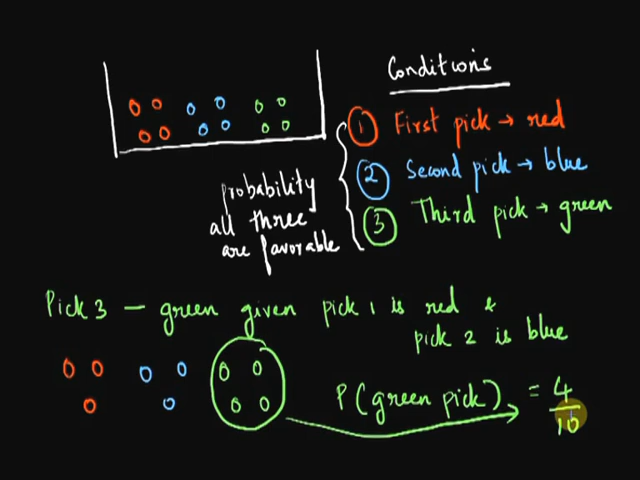 Conditions
① First pick → red
② Second pick → blue
③ Third pick → green
probability
all three
are favorable
Pick 3 – green given pick 1 is red &
pick 2 is blue
P(green pick) = 4/10